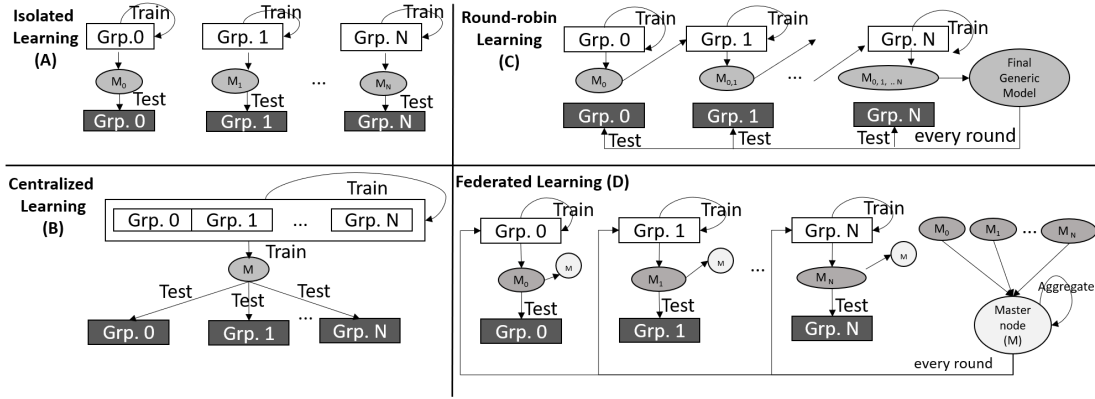 Isolated
Learning
(A)
Train
Train
Train
Grp.0
Grp. 1
Grp. N
M0
M1
...
MN
Test
Test
Test
Grp. 0
Grp. 1
Grp. N
Round-robin
Learning
(C)
Train
Train
Train
Grp. 0
Grp. 1
Grp. N
M0
M0,1
...
M0, 1, .. N
Final
Generic
Model
Grp. 0
Grp. 1
Grp. N
Test
Test
Test
every round
Centralized
Learning
(B)
Train
Grp. 0
Grp. 1
...
Grp. N
Train
M
Test
Test
Test
...
Grp. 0
Grp. 1
Grp. N
Federated Learning (D)
Train
Train
Train
Grp. 0
Grp. 1
Grp. N
M0
M1
...
M N
M0
M
M1
M
...
M N
M
Test
Test
Test
Grp. 0
Grp. 1
Grp. N
Aggregate
Master
node
(M)
every round